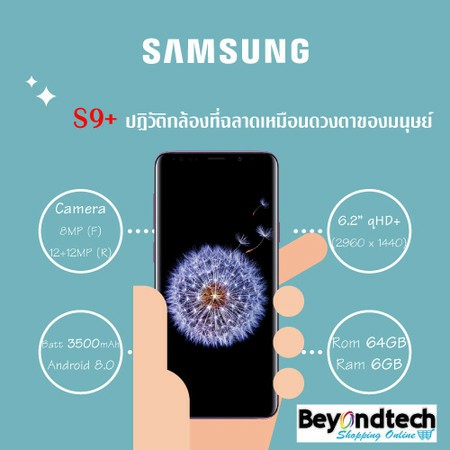 SAMSUNG
S9+ ปฎิวัติกล้องที่ฉลาดเหมือนดวงตาของมนุษย์
Camera
8MP (F)
12+12MP (R)
6.2" qHD+
(2960 x 1440)
Batt 3500mAh
Android 8.0
Rom 64GB
Ram 6GB
Beyondtech
Shopping Online